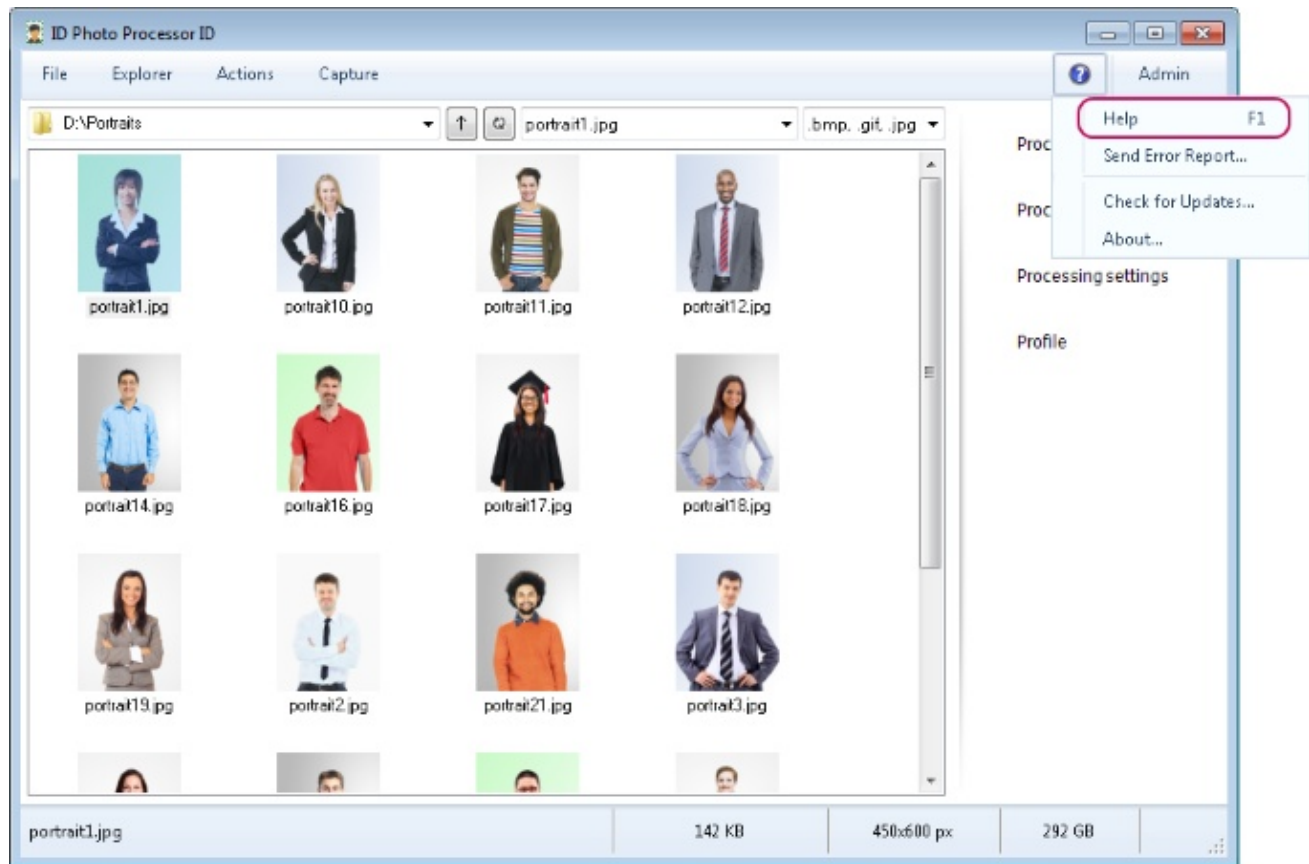 ID Photo Processor ID
File Explorer Actions Capture Admin
D:\Portraits portrait1.jpg .bmp, .git, .jpg
Help F1
Send Error Report...
Check for Updates...
About...
Proc
Proc
Processing settings
Profile
portrait1.jpg portrait10.jpg portrait11.jpg portrait12.jpg
portrait14.jpg portrait16.jpg portrait17.jpg portrait18.jpg
portrait19.jpg portrait2.jpg portrait21.jpg portrait3.jpg
portrait1.jpg 142 KB 450x600 px 292 GB